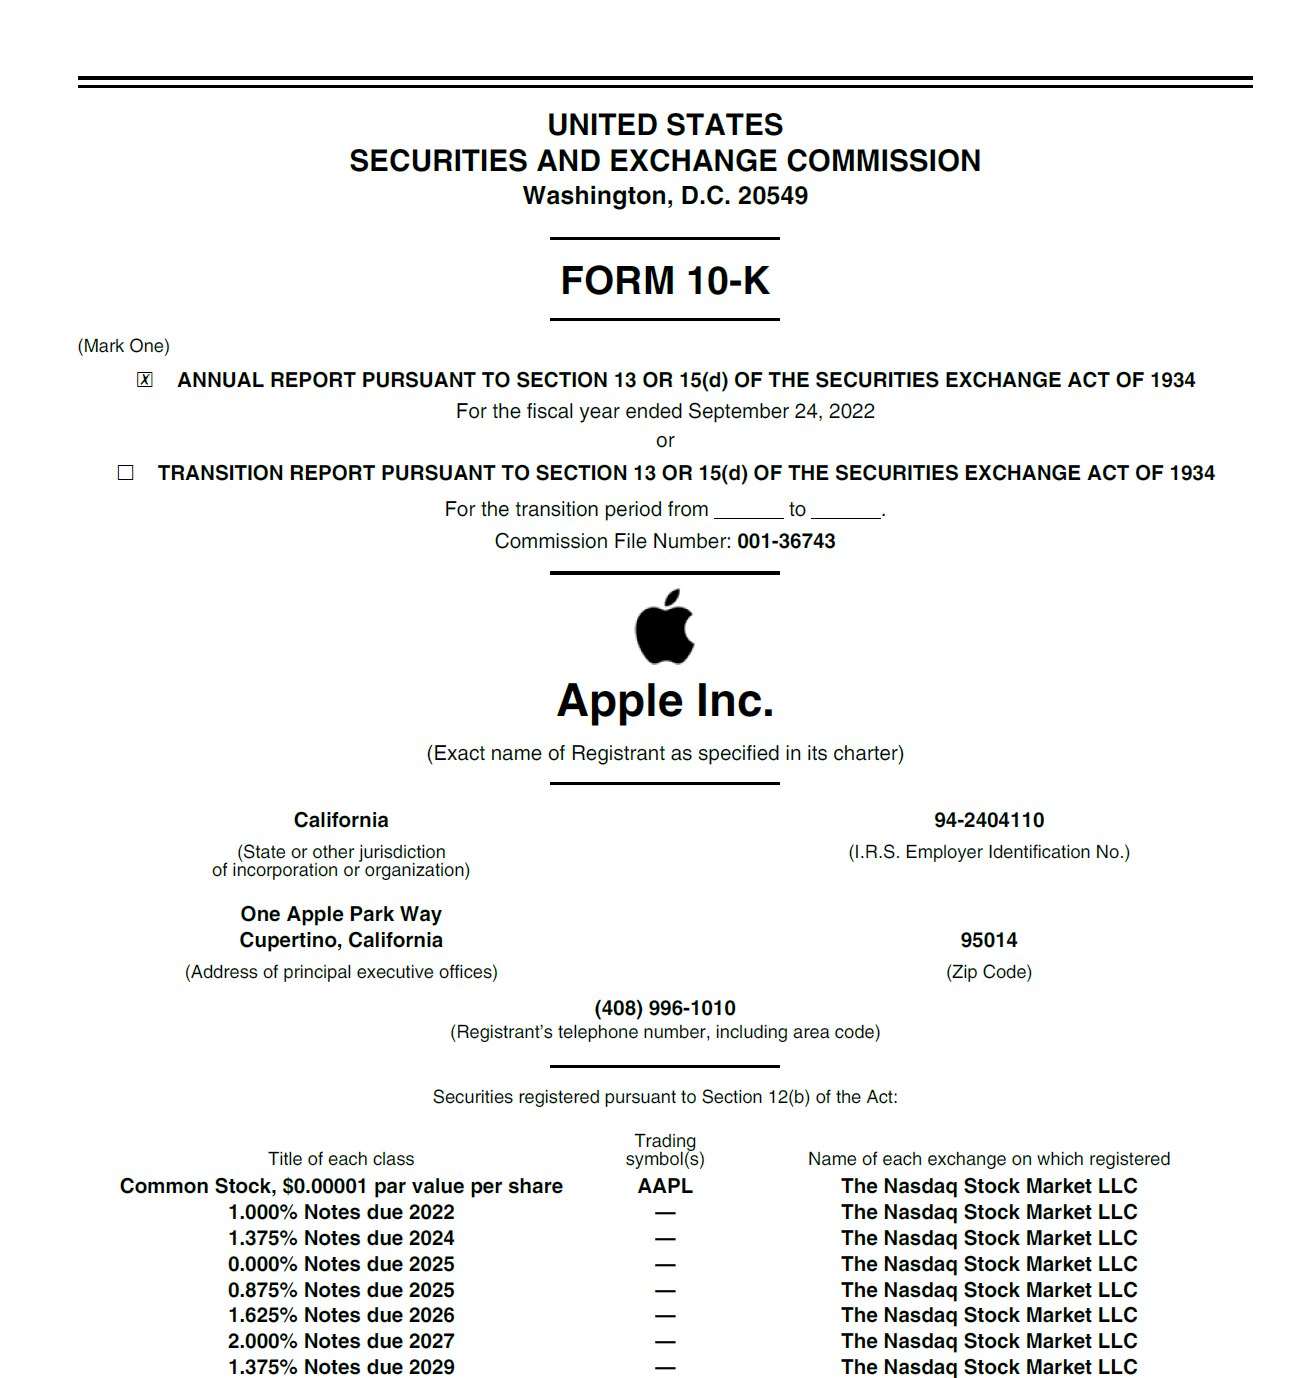 UNITED STATES
SECURITIES AND EXCHANGE COMMISSION
Washington, D.C. 20549
FORM 10-K
(Mark One)
☒ ANNUAL REPORT PURSUANT TO SECTION 13 OR 15(d) OF THE SECURITIES EXCHANGE ACT OF 1934
For the fiscal year ended September 24, 2022
or
☐ TRANSITION REPORT PURSUANT TO SECTION 13 OR 15(d) OF THE SECURITIES EXCHANGE ACT OF 1934
For the transition period from ______ to ______.
Commission File Number: 001-36743
Apple Inc.
(Exact name of Registrant as specified in its charter)
California 94-2404110
(State or other jurisdiction
of incorporation or organization) (I.R.S. Employer Identification No.)
One Apple Park Way
Cupertino, California 95014
(Address of principal executive offices) (Zip Code)
(408) 996-1010
(Registrant's telephone number, including area code)
Securities registered pursuant to Section 12(b) of the Act:
Title of each class Trading
symbol(s) Name of each exchange on which registered
Common Stock, $0.00001 par value per share AAPL The Nasdaq Stock Market LLC
1.000% Notes due 2022 — The Nasdaq Stock Market LLC
1.375% Notes due 2024 — The Nasdaq Stock Market LLC
0.000% Notes due 2025 — The Nasdaq Stock Market LLC
0.875% Notes due 2025 — The Nasdaq Stock Market LLC
1.625% Notes due 2026 — The Nasdaq Stock Market LLC
2.000% Notes due 2027 — The Nasdaq Stock Market LLC
1.375% Notes due 2029 — The Nasdaq Stock Market LLC